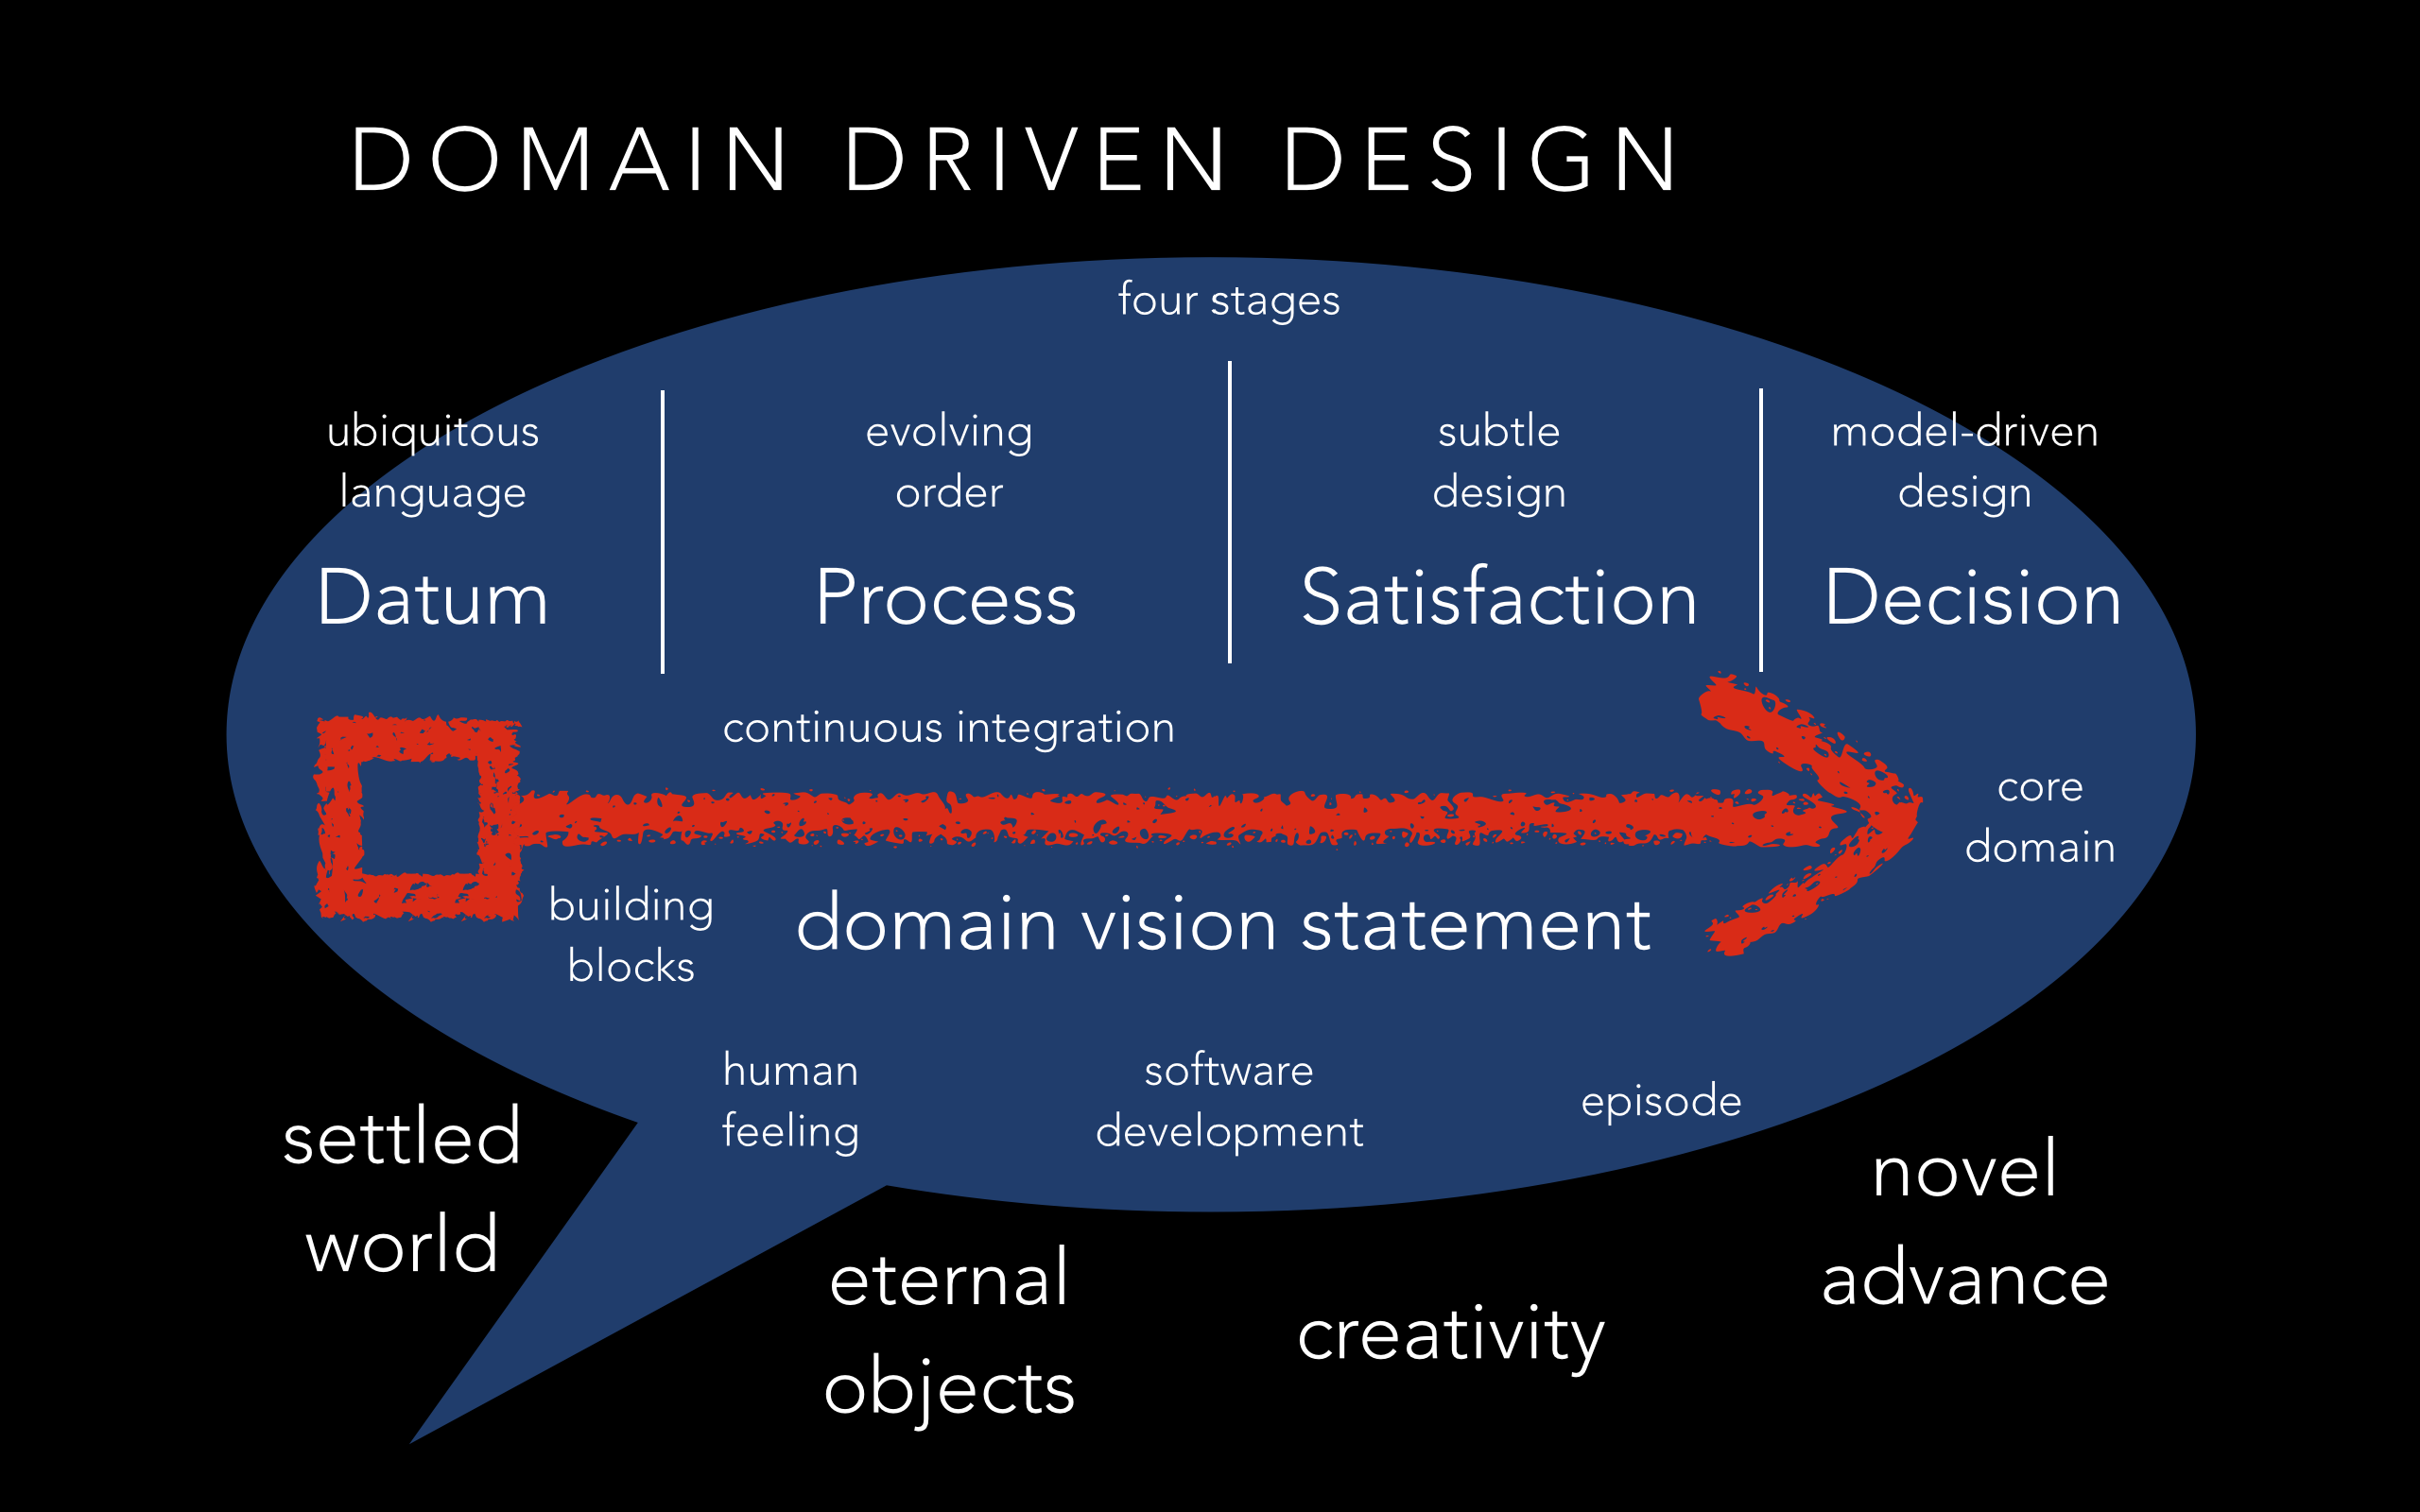 DOMAIN DRIVEN DESIGN
four stages
ubiquitous
language
Datum
evolving
order
Process
subtle
design
Satisfaction
model-driven
design
Decision
continuous integration
core
domain
building
blocks
domain vision statement
human
feeling
software
development
episode
settled
world
eternal
objects
creativity
novel
advance